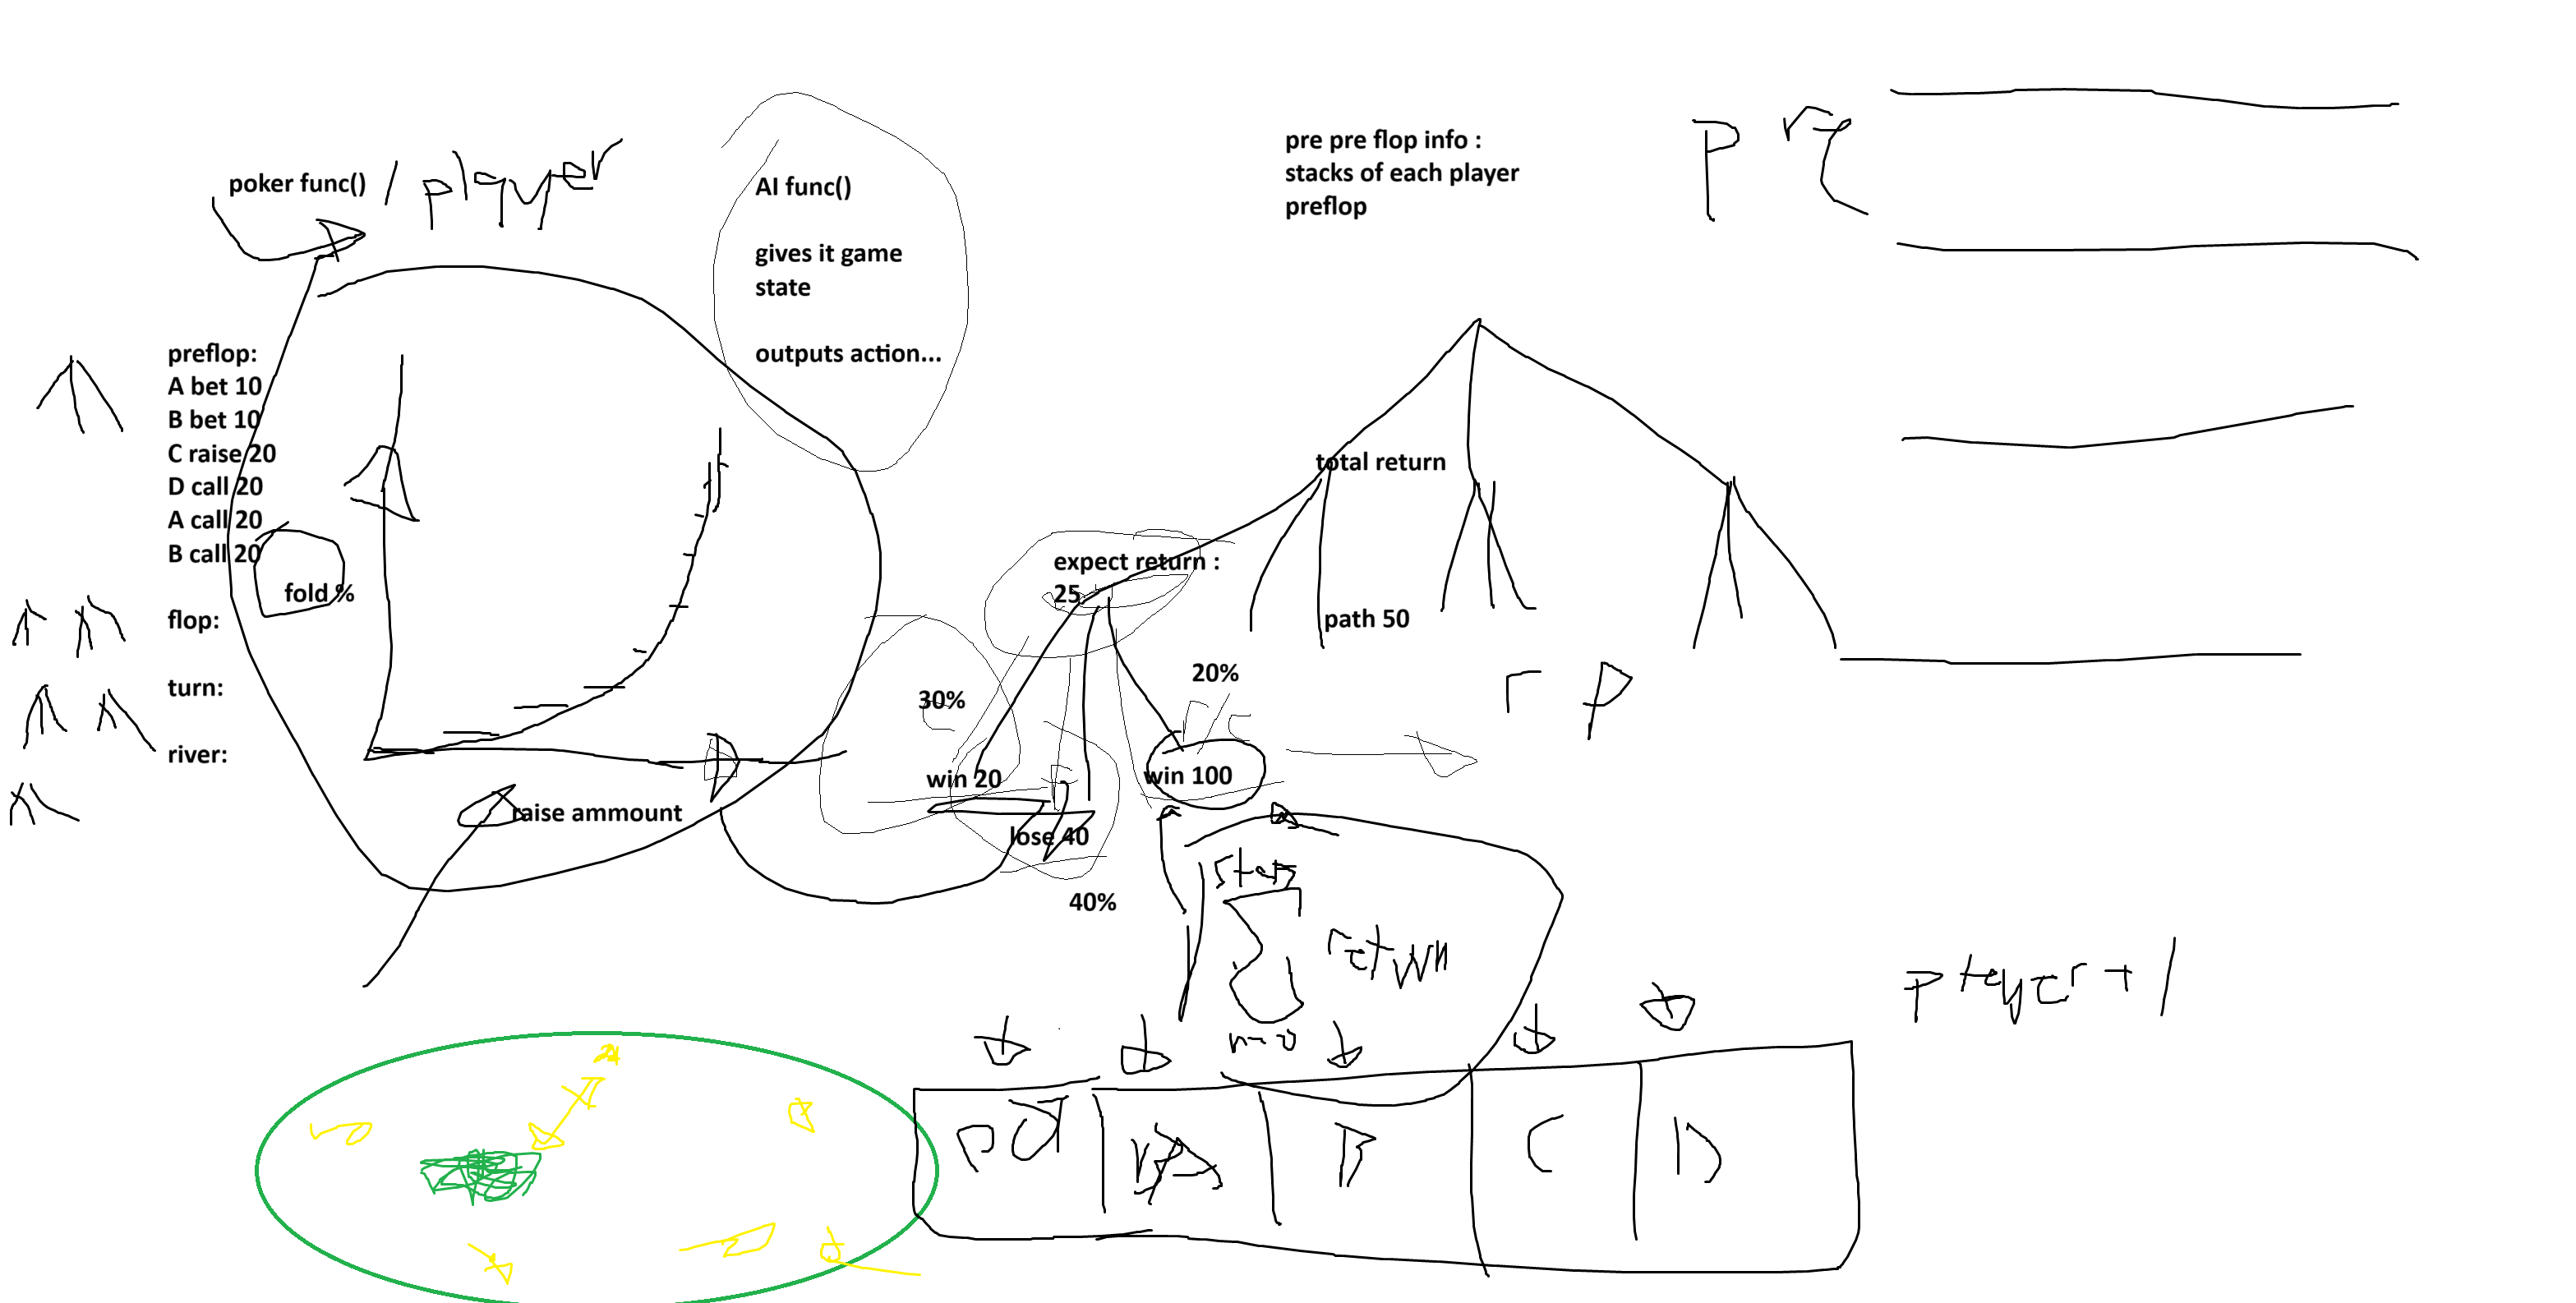 poker func() / player
AI func()
gives it game
state
outputs action...
pre pre flop info :
stacks of each player
preflop
pre
preflop:
A bet 10
B bet 10
C raise 20
D call 20
A call 20
B call 20
fold %
flop:
turn:
river:
raise ammount
total return
expect return :
25
path 50
30%
20%
win 20
win 100
lose 40
40%
r p
return
n=0
player + 1
pot
A
B
C
D